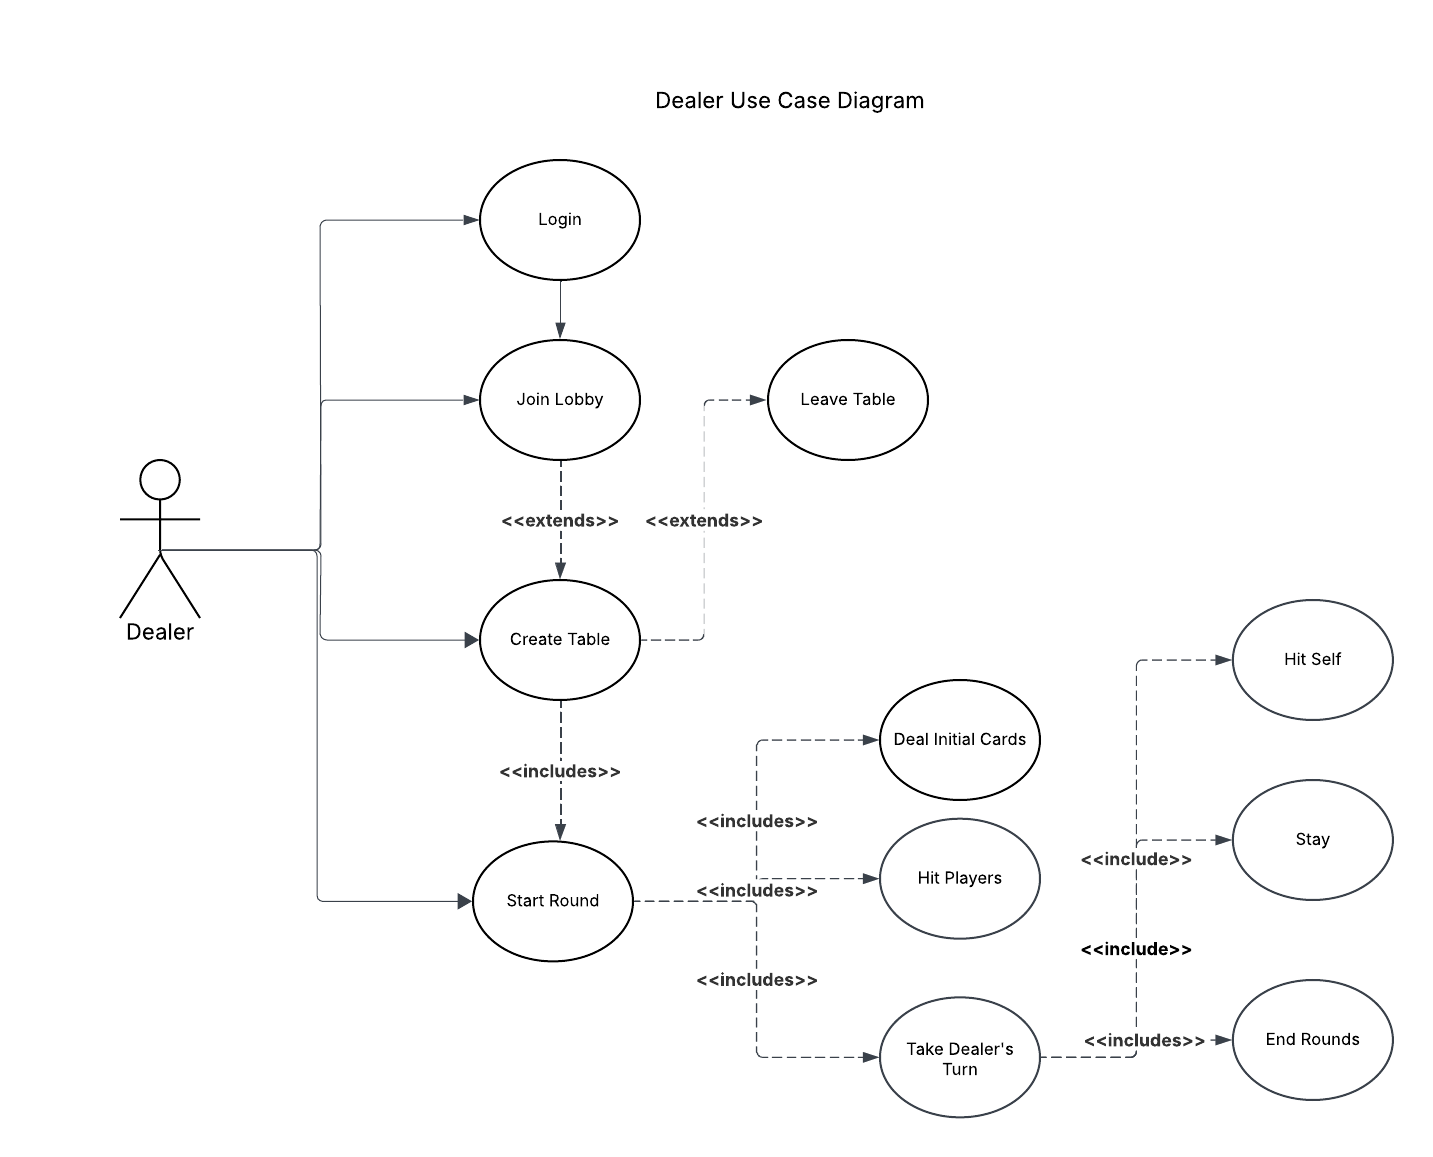 Dealer Use Case Diagram
Login
Join Lobby
Leave Table
<<extends>>
<<extends>>
Dealer
Create Table
Hit Self
Deal Initial Cards
<<includes>>
<<includes>>
Stay
<<include>>
Hit Players
<<includes>>
Start Round
<<include>>
<<includes>>
<<includes>>
End Rounds
Take Dealer's
Turn